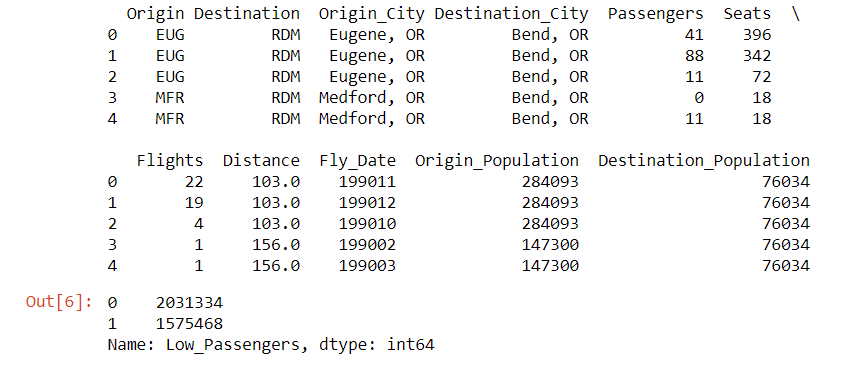 Origin Destination Origin_City Destination_City Passengers Seats \
0 EUG RDM Eugene, OR Bend, OR 41 396
1 EUG RDM Eugene, OR Bend, OR 88 342
2 EUG RDM Eugene, OR Bend, OR 11 72
3 MFR RDM Medford, OR Bend, OR 0 18
4 MFR RDM Medford, OR Bend, OR 11 18
Flights Distance Fly_Date Origin_Population Destination_Population
0 22 103.0 199011 284093 76034
1 19 103.0 199012 284093 76034
2 4 103.0 199010 284093 76034
3 1 156.0 199002 147300 76034
4 1 156.0 199003 147300 76034
Out[6]: 0 2031334
1 1575468
Name: Low_Passengers, dtype: int64